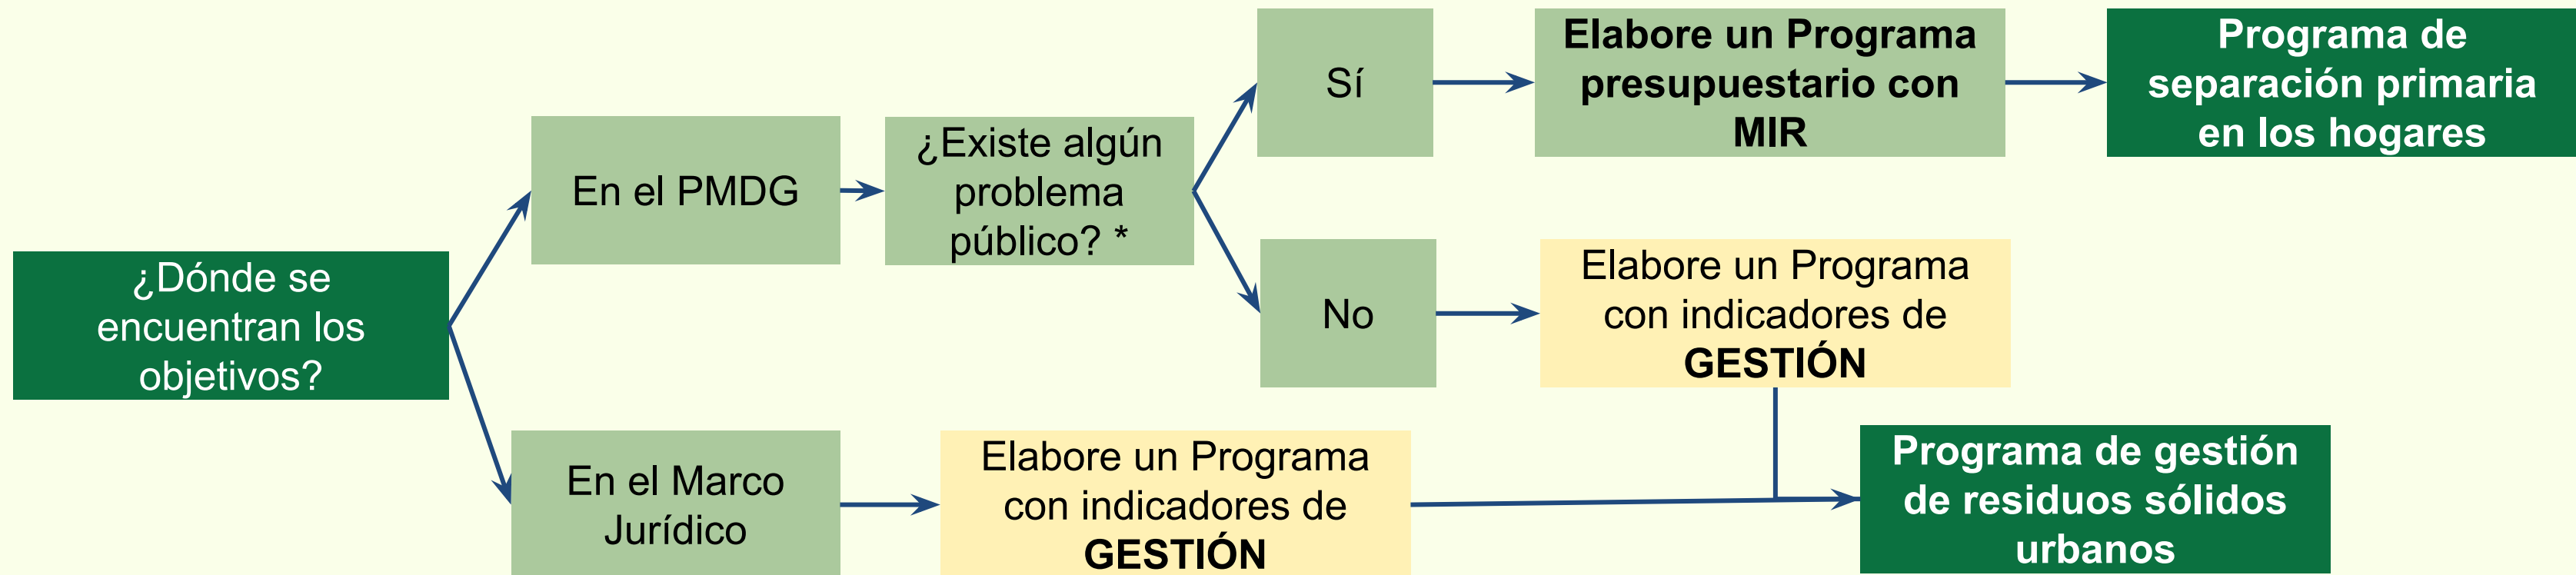 ¿Dónde se
encuentran los
objetivos?
En el PMDG
¿Existe algún
problema
público? *
Sí
Elabore un Programa
presupuestario con
MIR
Programa de
separación primaria
en los hogares
No
Elabore un Programa
con indicadores de
GESTIÓN
En el Marco
Jurídico
Elabore un Programa
con indicadores de
GESTIÓN
Programa de gestión
de residuos sólidos
urbanos